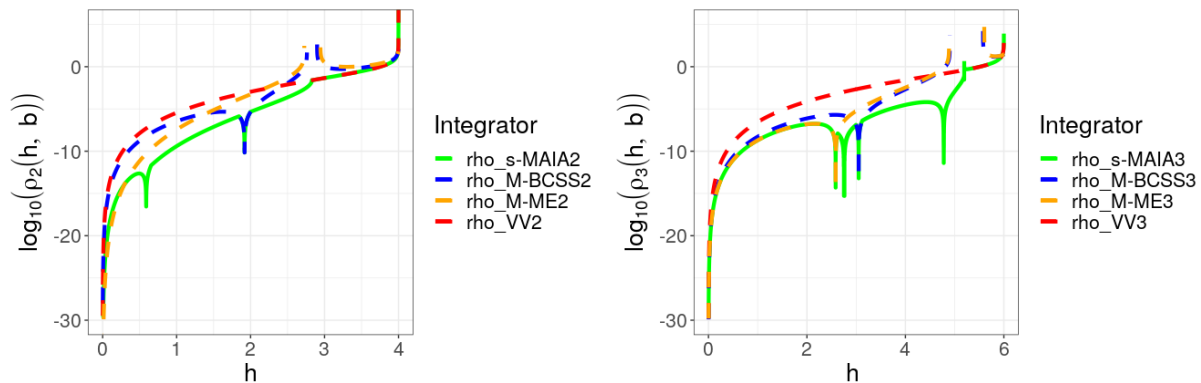 log₁₀(ρ₂(h, b))
0
-10
-20
-30
0 1 2 3 4
h
Integrator
rho_s-MAIA2
rho_M-BCSS2
rho_M-ME2
rho_VV2
log₁₀(ρ₃(h, b))
0
-10
-20
-30
0 2 4 6
h
Integrator
rho_s-MAIA3
rho_M-BCSS3
rho_M-ME3
rho_VV3